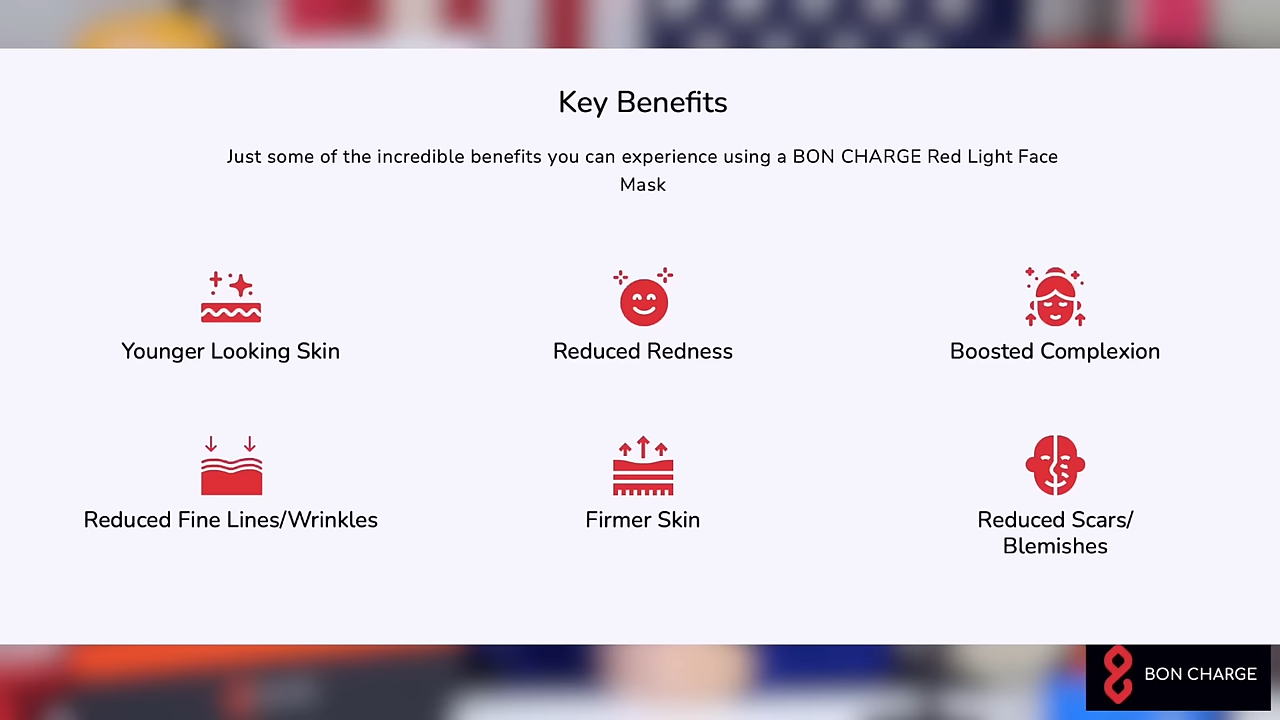 Key Benefits
Just some of the incredible benefits you can experience using a BON CHARGE Red Light Face
Mask
Younger Looking Skin
Reduced Redness
Boosted Complexion
Reduced Fine Lines/Wrinkles
Firmer Skin
Reduced Scars/
Blemishes
BON CHARGE